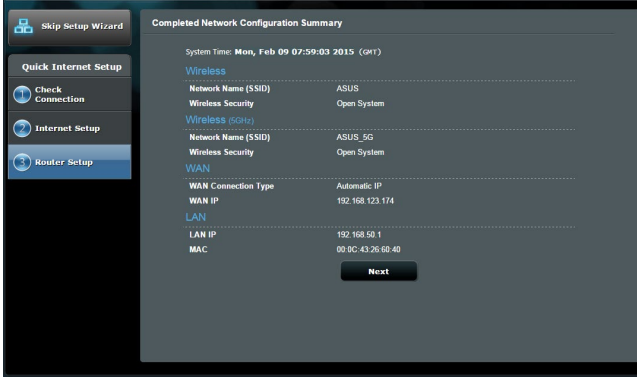 Skip Setup Wizard
Quick Internet Setup
1 Check
Connection
2 Internet Setup
3 Router Setup
Completed Network Configuration Summary
System Time: Mon, Feb 09 07:59:03 2015 (GMT)
Wireless
Network Name (SSID) ASUS
Wireless Security Open System
Wireless (5GHz)
Network Name (SSID) ASUS_5G
Wireless Security Open System
WAN
WAN Connection Type Automatic IP
WAN IP 192.168.123.174
LAN
LAN IP 192.168.50.1
MAC 00:0C:43:26:60:40
Next